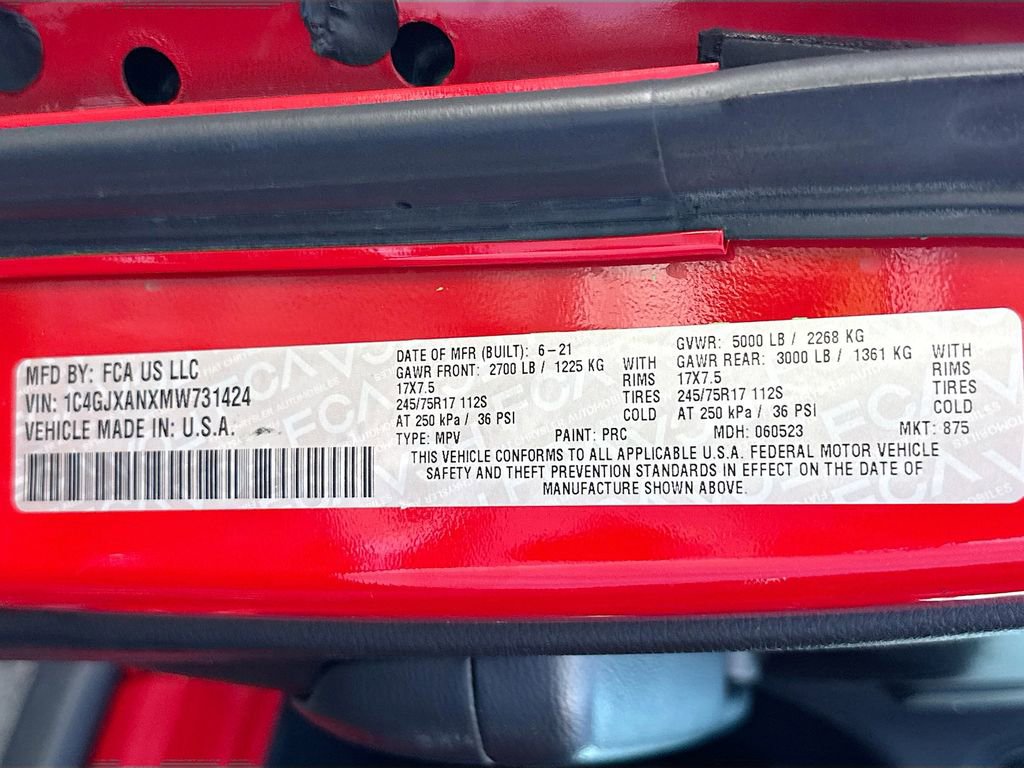 MFD BY: FCA US LLC
VIN: 1C4GJXANXMW731424
VEHICLE MADE IN: U.S.A.
DATE OF MFR (BUILT): 6-21
GAWR FRONT: 2700 LB / 1225 KG WITH
17X7.5 RIMS
245/75R17 112S TIRES
AT 250 kPa / 36 PSI COLD
GVWR: 5000 LB / 2268 KG
GAWR REAR: 3000 LB / 1361 KG WITH
17X7.5 RIMS
245/75R17 112S TIRES
AT 250 kPa / 36 PSI COLD
TYPE: MPV PAINT: PRC MDH: 060523 MKT: 875
THIS VEHICLE CONFORMS TO ALL APPLICABLE U.S.A. FEDERAL MOTOR VEHICLE
SAFETY AND THEFT PREVENTION STANDARDS IN EFFECT ON THE DATE OF
MANUFACTURE SHOWN ABOVE.